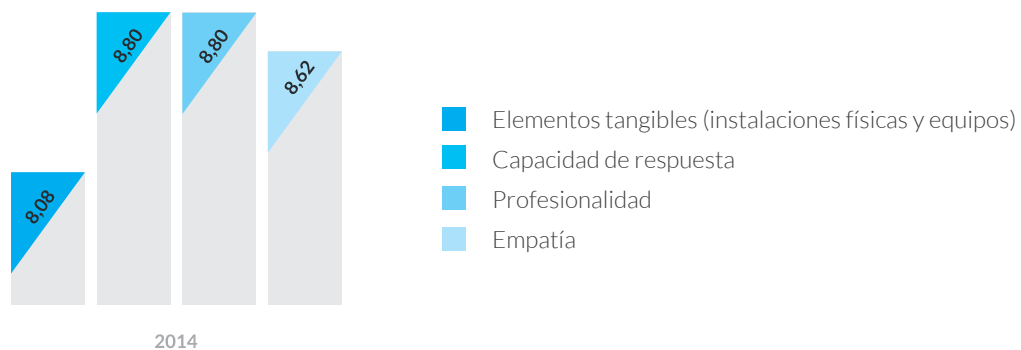 8,08
8,80
8,80
8,62
2014
Elementos tangibles (instalaciones físicas y equipos)
Capacidad de respuesta
Profesionalidad
Empatía